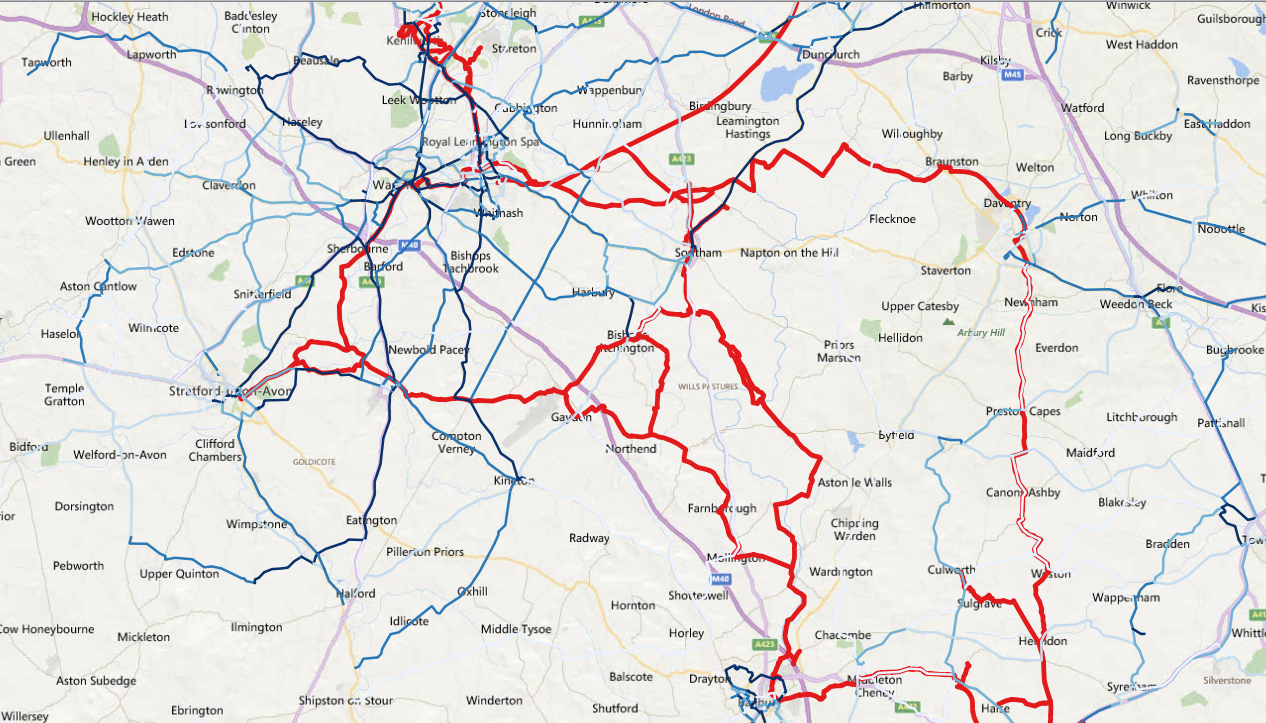 Hockley Heath
Baddesley
Clinton
Stoneleigh
London Road
Hillmorton
Winwick
Guilsborough
Crick
West Haddon
Tanworth
Lapworth
Beausale
Stareton
Dunchurch
Kilsby
Barby
M45
Ravensthorpe
Rowington
Leek Wootton
Cubbington
Wappenbury
Birdingbury
Watford
Lowsonford
Haseley
Hunningham
Leamington
Hastings
Willoughby
Long Buckby
East Haddon
Ullenhall
Royal Leamington Spa
Green
Henley in Arden
A423
Braunston
Welton
Claverdon
Whilton
Wootton Wawen
Whitnash
Daventry
Norton
Flecknoe
Nobottle
Edstone
Sherbourne
M40
Bishops
Tachbrook
Southam
Napton on the Hill
Barford
Staverton
Aston Cantlow
Snitterfield
Harbury
Upper Catesby
Newnham
Weedon Beck
Flore
Haselor
Wilmcote
Arbury Hill
Hellidon
Bishops
Itchington
Newbold Pacey
Priors
Marston
Everdon
Bugbrooke
Temple
Grafton
Stratford-upon-Avon
WILLS PASTURES
Preston Capes
Litchborough
Pattishall
Gaydon
Bidford
Clifford
Chambers
Welford-on-Avon
Compton
Verney
Northend
Byfield
Maidford
GOLDICOTE
Kineton
Aston le Walls
Canons Ashby
Blakesley
Dorsington
Farnborough
Wimpstone
Eatington
Radway
Chipping
Warden
Bradden
Pillerton Priors
Mollington
Pebworth
Upper Quinton
M40
Wardington
Culworth
Weston
Halford
Oxhill
Shotteswell
Hornton
Sulgrave
Wappenham
Cow Honeybourne
Mickleton
Ilmington
Idlicote
Middle Tysoe
Horley
Chacombe
Helmdon
A423
Aston Subedge
Balscote
Drayton
Middleton
Cheney
Syresham
Silverstone
Shipston on Stour
Winderton
Shutford
Banbury
A422
Halse
Willersey
Ebrington